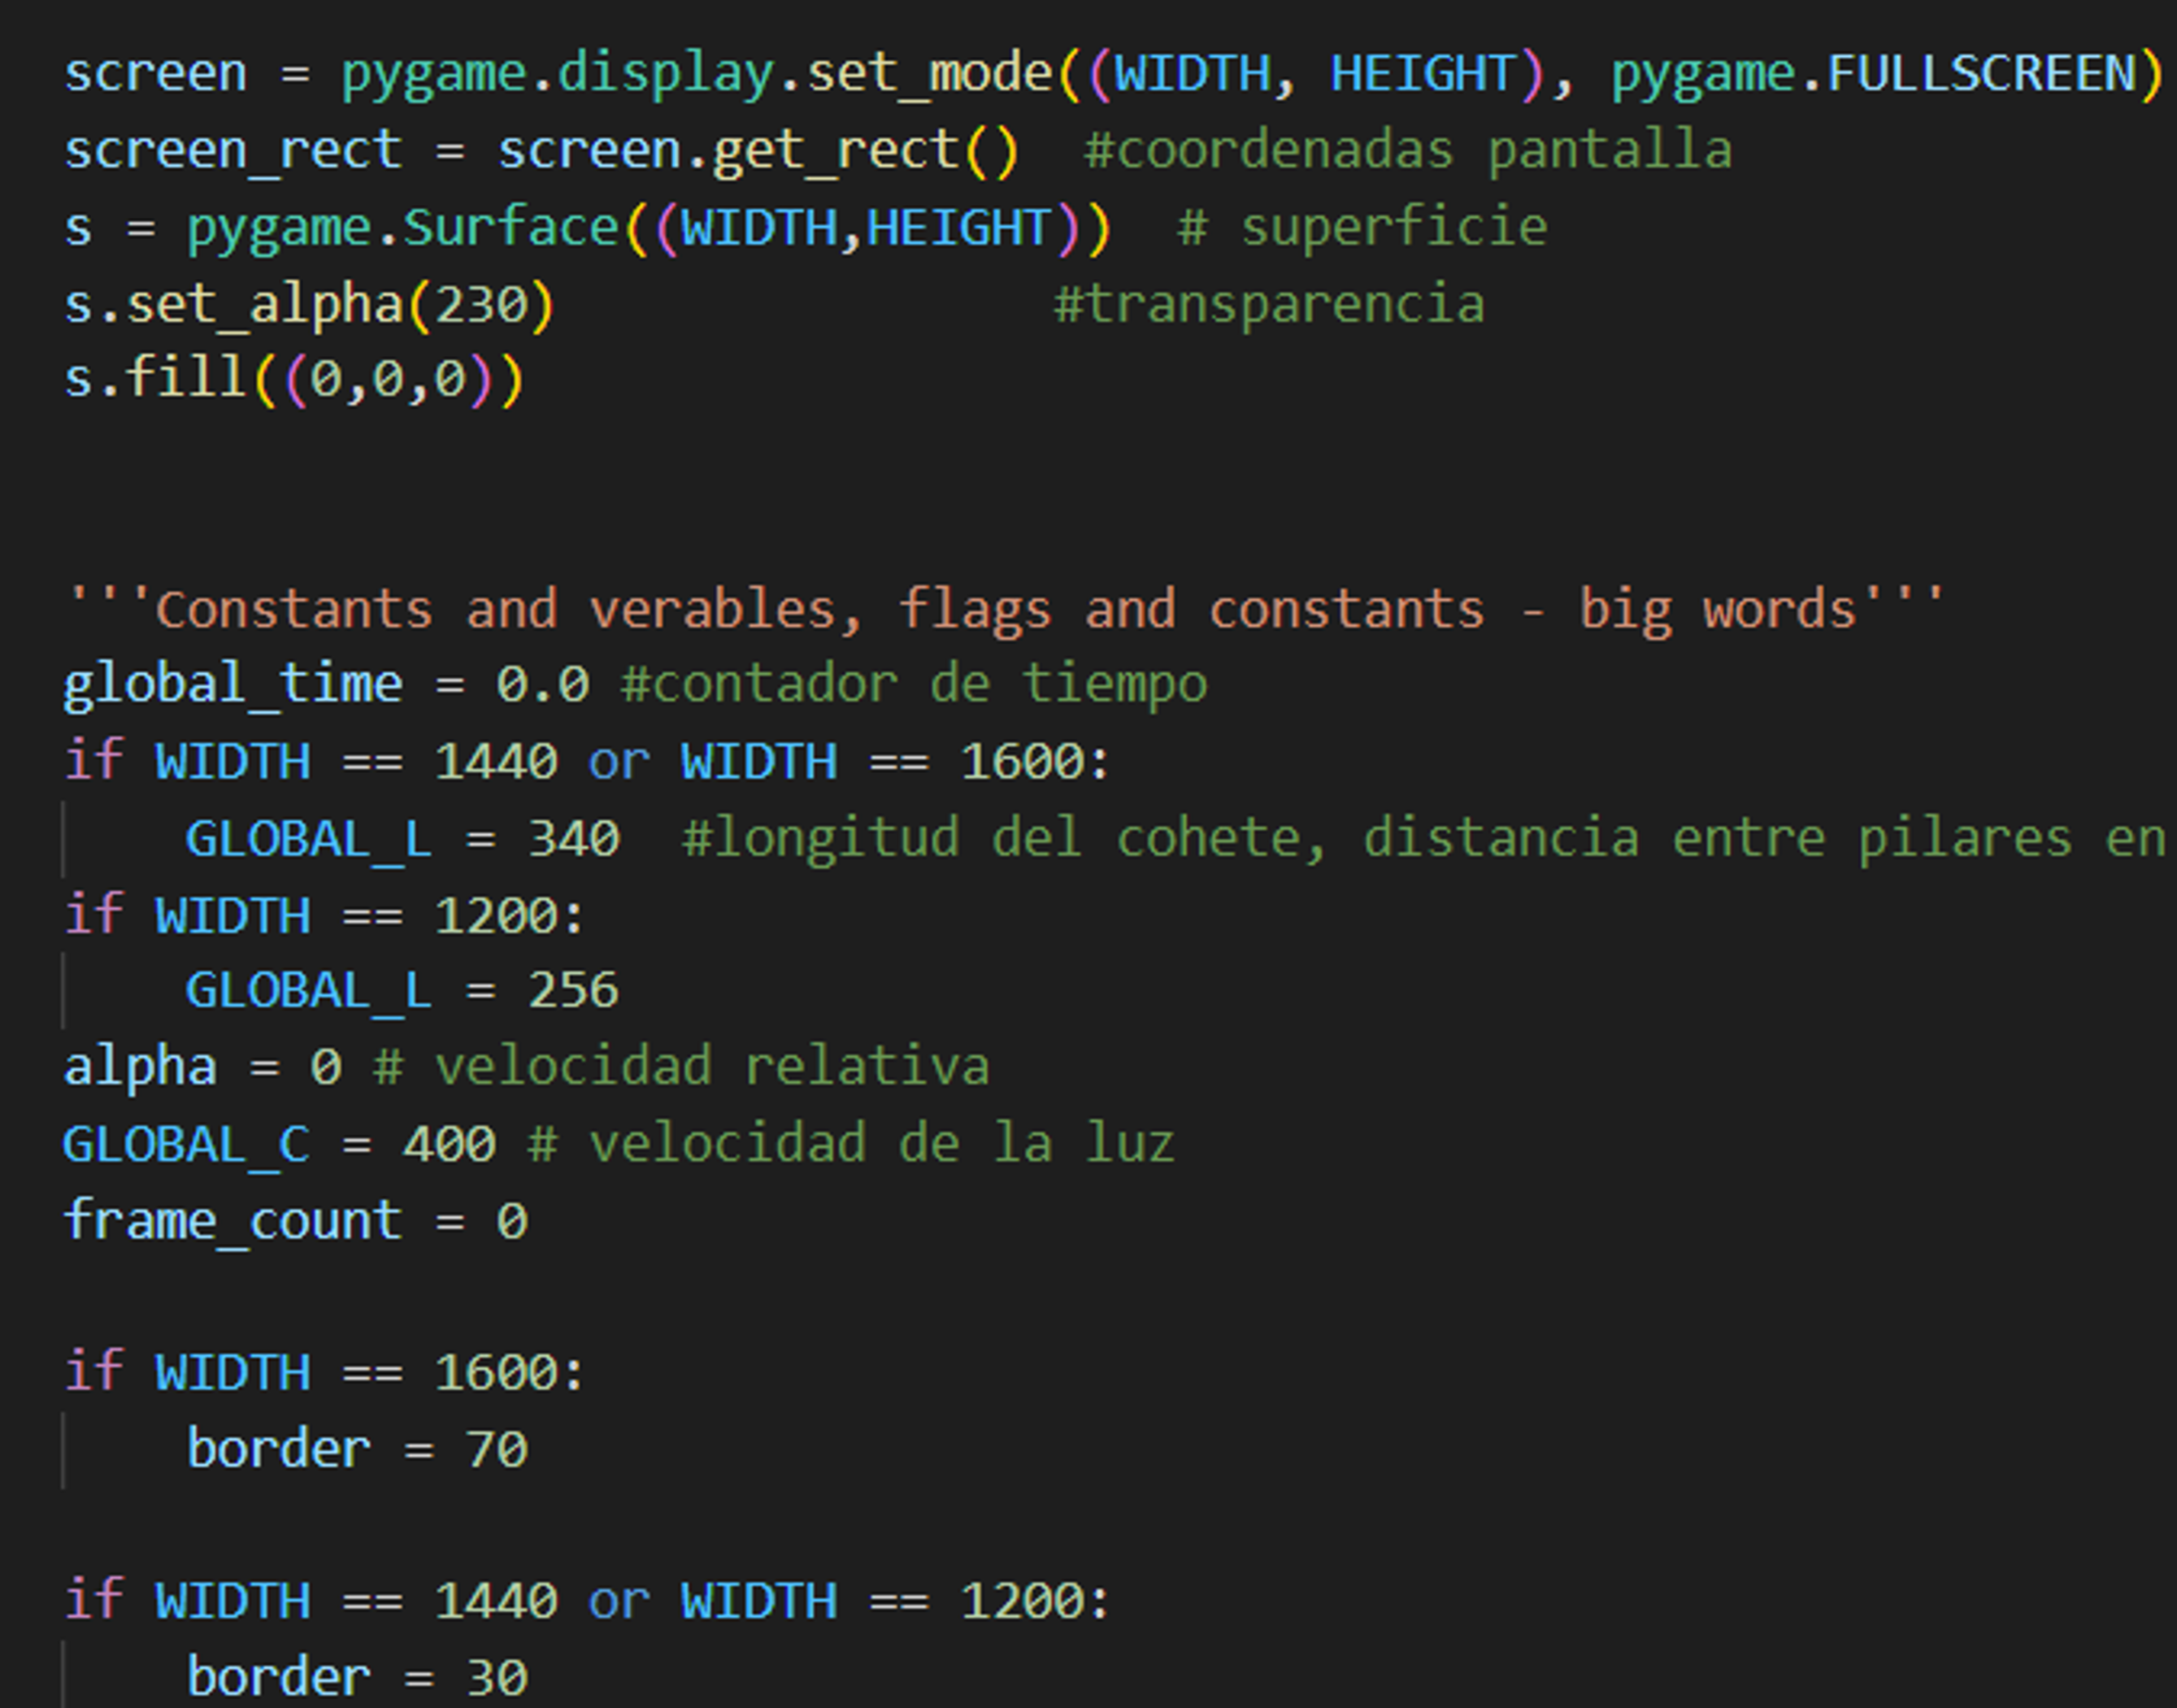 screen = pygame.display.set_mode((WIDTH, HEIGHT), pygame.FULLSCREEN)
screen_rect = screen.get_rect()  #coordenadas pantalla
s = pygame.Surface((WIDTH,HEIGHT))  # superficie
s.set_alpha(230)                #transparencia
s.fill((0,0,0))
'''Constants and verables, flags and constants - big words'''
global_time = 0.0 #contador de tiempo
if WIDTH == 1440 or WIDTH == 1600:
    GLOBAL_L = 340  #longitud del cohete, distancia entre pilares en
if WIDTH == 1200:
    GLOBAL_L = 256
alpha = 0 # velocidad relativa
GLOBAL_C = 400 # velocidad de la luz
frame_count = 0
if WIDTH == 1600:
    border = 70
if WIDTH == 1440 or WIDTH == 1200:
    border = 30